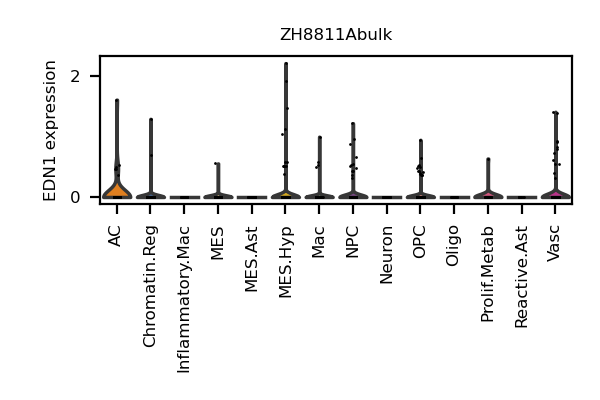 ZH8811Abulk
EDN1 expression
2
0
AC
Chromatin.Reg
Inflammatory.Mac
MES
MES.Ast
MES.Hyp
Mac
NPC
Neuron
OPC
Oligo
Prolif.Metab
Reactive.Ast
Vasc